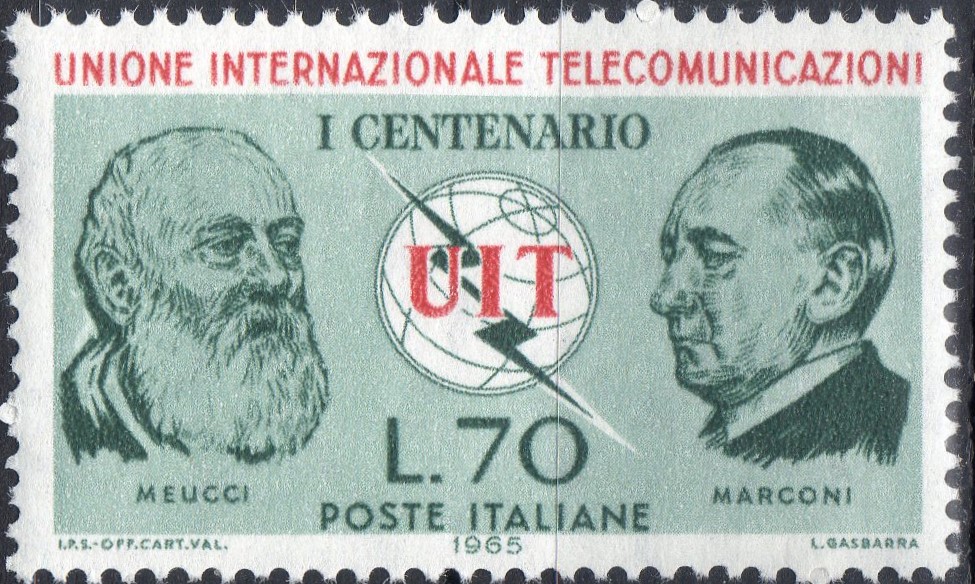 UNIONE INTERNAZIONALE TELECOMUNICAZIONI
I CENTENARIO
UIT
L.70
MEUCCI
MARCONI
POSTE ITALIANE
I.P.S.-OFF.CART.VAL.
1965
L.GASBARRA